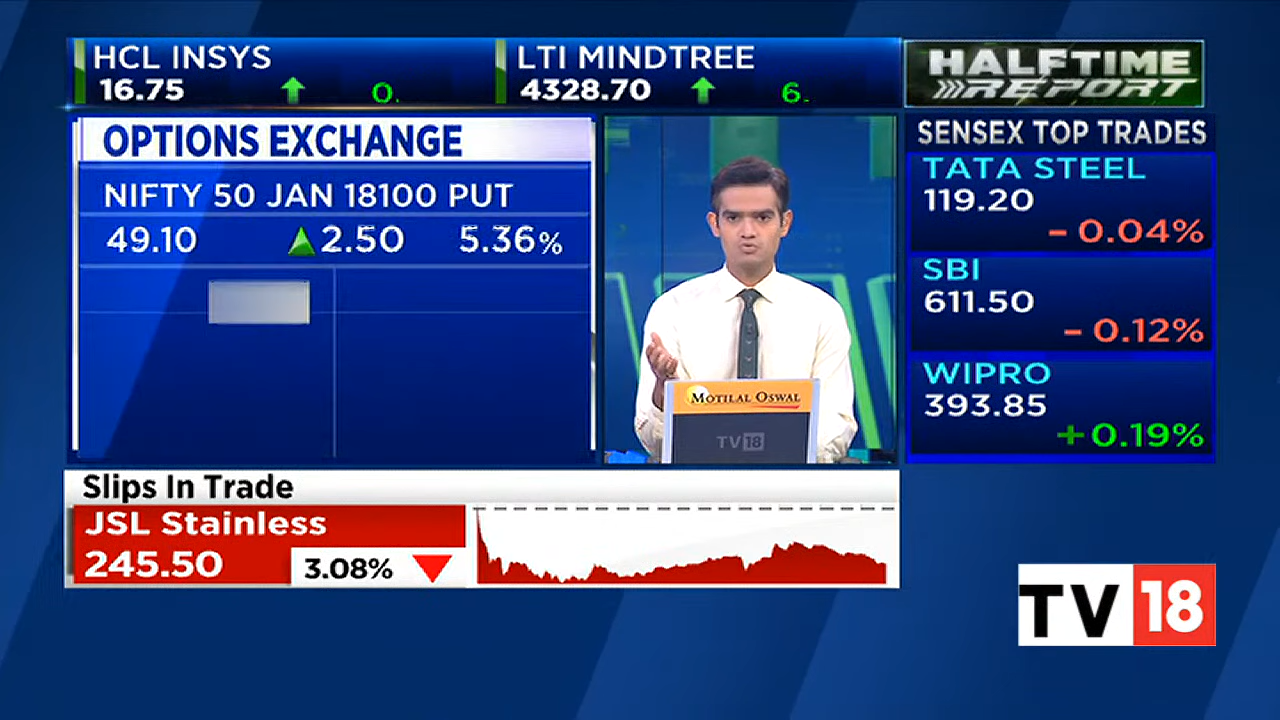 HCL INSYS
16.75 0.
LTI MINDTREE
4328.70 6.
HALFTIME
REPORT
OPTIONS EXCHANGE
NIFTY 50 JAN 18100 PUT
49.10 2.50 5.36%
MOTILAL OSWAL
TV18
SENSEX TOP TRADES
TATA STEEL
119.20
- 0.04%
SBI
611.50
- 0.12%
WIPRO
393.85
+0.19%
Slips In Trade
JSL Stainless
245.50 3.08%
TV18